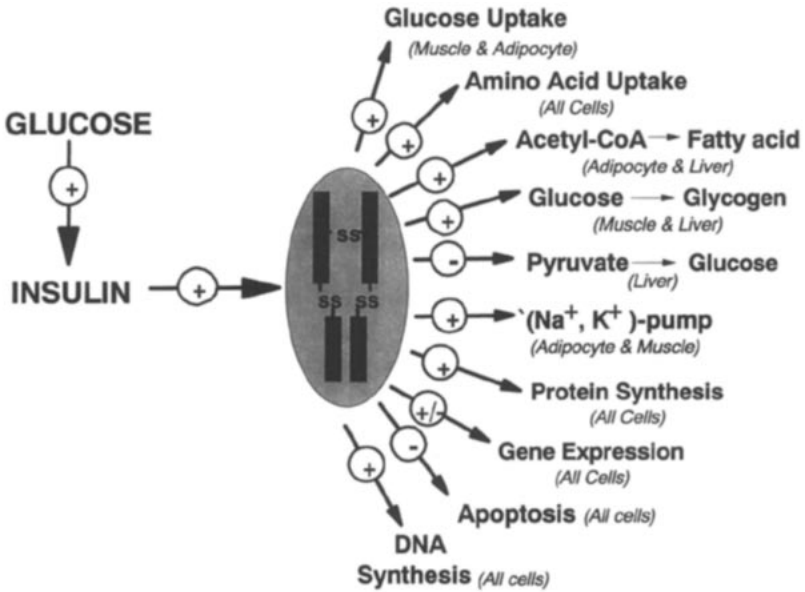 Glucose Uptake
(Muscle & Adipocyte)
+
Amino Acid Uptake
(All Cells)
+
GLUCOSE
+
Acetyl-CoA → Fatty acid
(Adipocyte & Liver)
+
Glucose → Glycogen
(Muscle & Liver)
+
SS
Pyruvate → Glucose
(Liver)
-
INSULIN
+
SS SS
`(Na⁺, K⁺ )-pump
(Adipocyte & Muscle)
+
Protein Synthesis
(All Cells)
+
Gene Expression
(All Cells)
+/-
Apoptosis (All cells)
-
DNA
Synthesis (All cells)
+